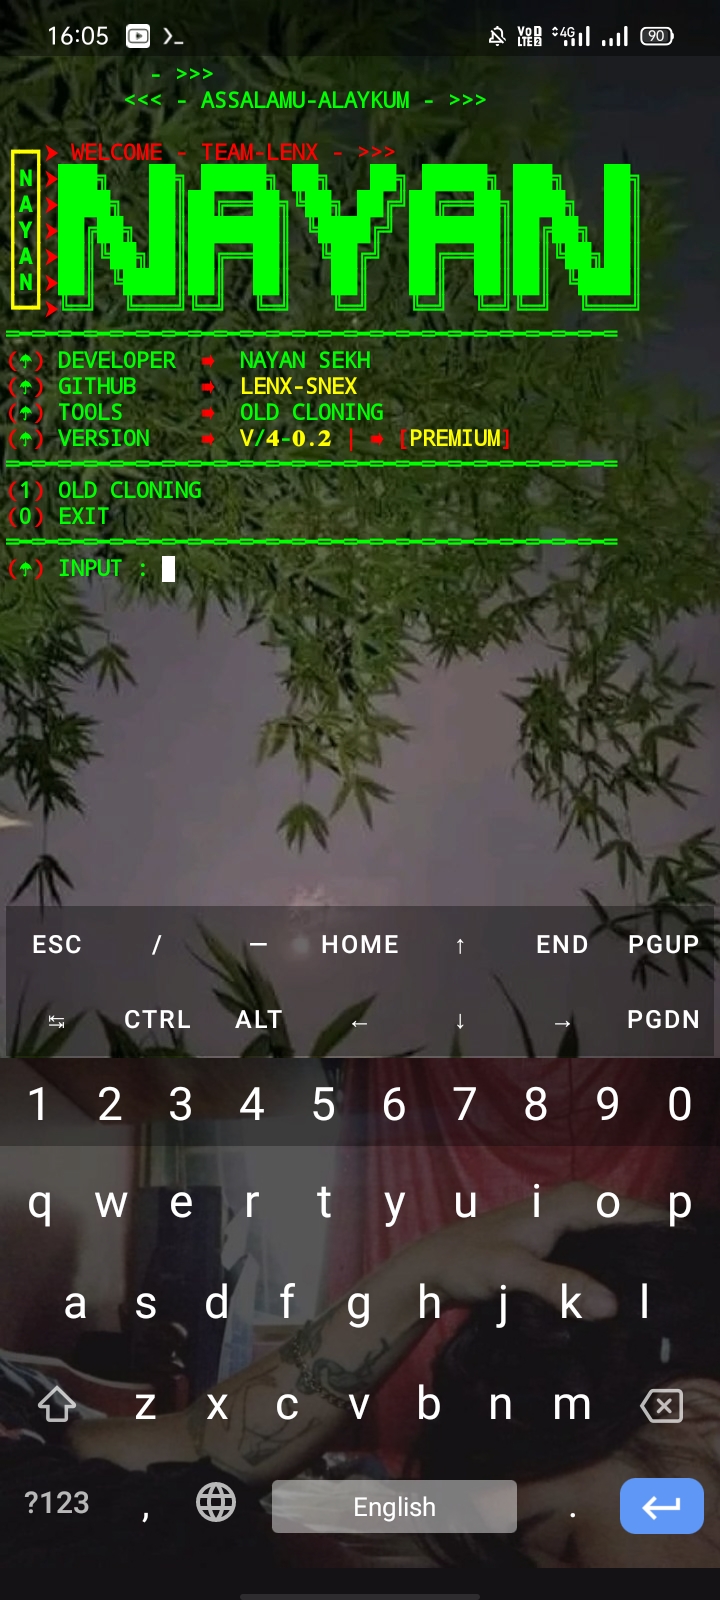 16:05 >_ VoD LTE2 4G 90
- >>>
<<< - ASSALAMU-ALAYKUM - >>>
➤ WELCOME - TEAM-LENX - >>>
NAYAN
NAYAN
(☂) DEVELOPER ➡ NAYAN SEKH
(☂) GITHUB ➡ LENX-SNEX
(☂) TOOLS ➡ OLD CLONING
(☂) VERSION ➡ V/4-0.2 | ➡ [PREMIUM]
(1) OLD CLONING
(0) EXIT
(☂) INPUT :
ESC / — HOME ↑ END PGUP
↹ CTRL ALT ← ↓ → PGDN
1 2 3 4 5 6 7 8 9 0
q w e r t y u i o p
a s d f g h j k l
z x c v b n m
?123 , English .